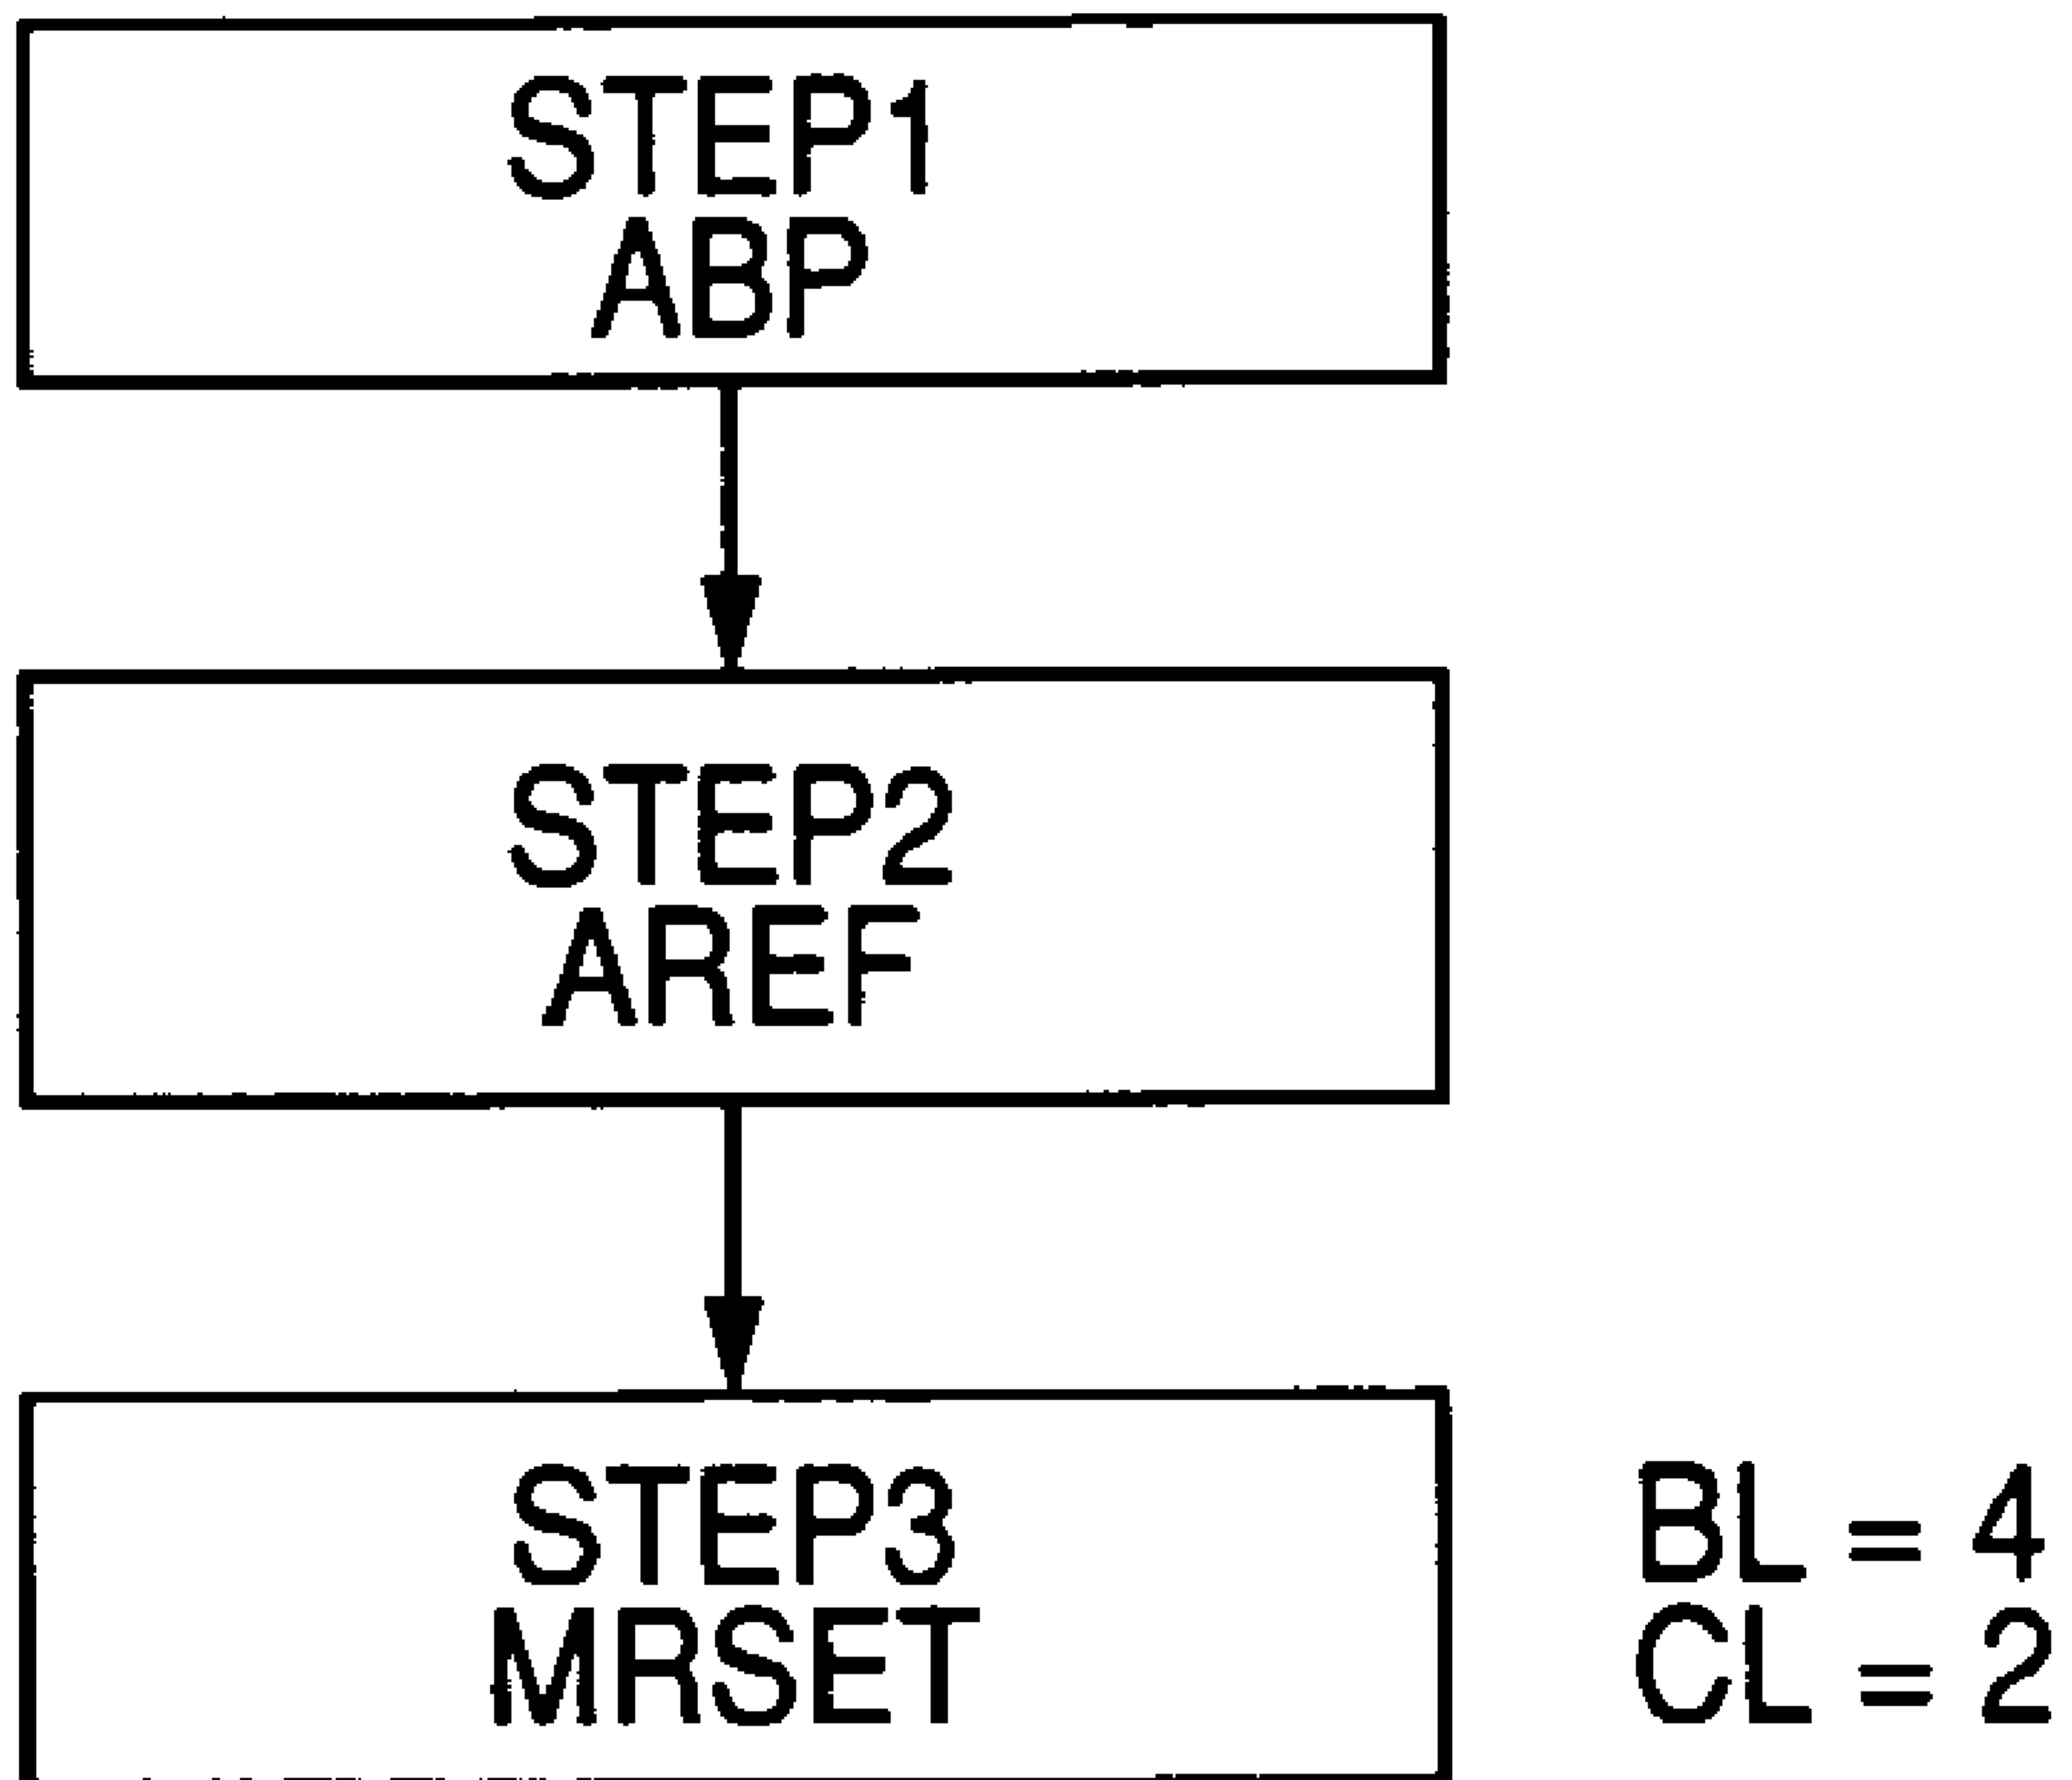 STEP1
ABP
STEP2
AREF
STEP3
MRSET
BL = 4
CL = 2